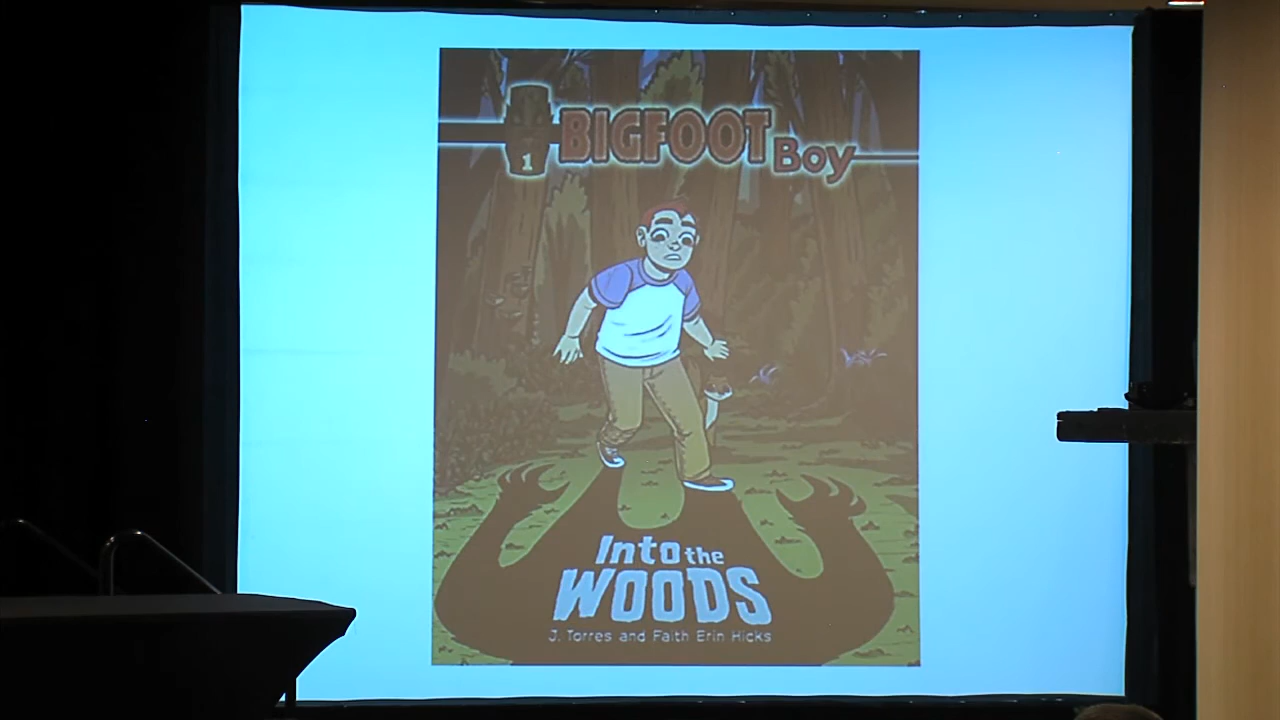 1
BIGFOOT
Boy
Into the
WOODS
J. Torres and Faith Erin Hicks